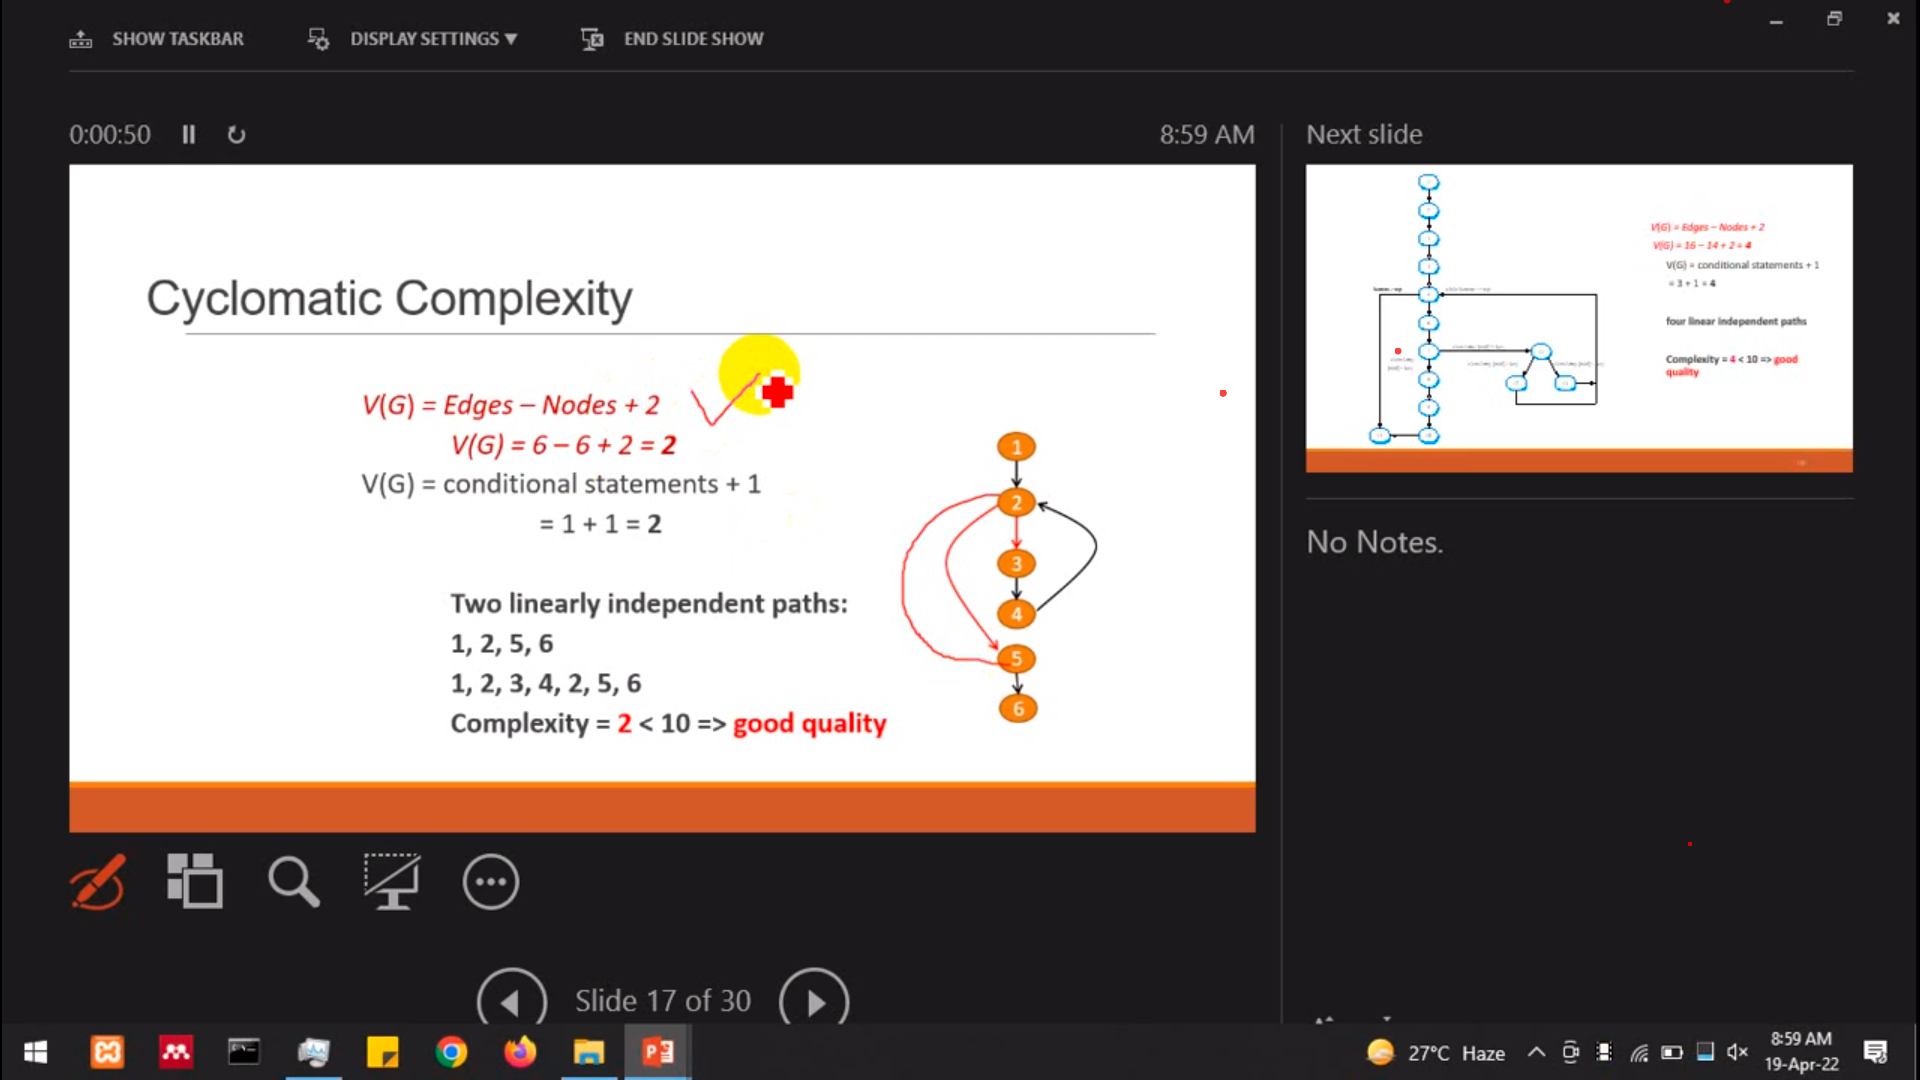 SHOW TASKBAR
DISPLAY SETTINGS
END SLIDE SHOW
0:00:50
8:59 AM
Cyclomatic Complexity
V(G) = Edges – Nodes + 2
V(G) = 6 – 6 + 2 = 2
V(G) = conditional statements + 1
= 1 + 1 = 2
Two linearly independent paths:
1, 2, 5, 6
1, 2, 3, 4, 2, 5, 6
Complexity = 2 < 10 => good quality
1
2
3
4
5
6
Next slide
V(G) = Edges – Nodes + 2
V(G) = 16 – 14 + 2 = 4
V(G) = conditional statements + 1
= 3 + 1 = 4
four linear independent paths
Complexity = 4 < 10 => good
quality
No Notes.
Slide 17 of 30
27°C Haze
8:59 AM
19-Apr-22